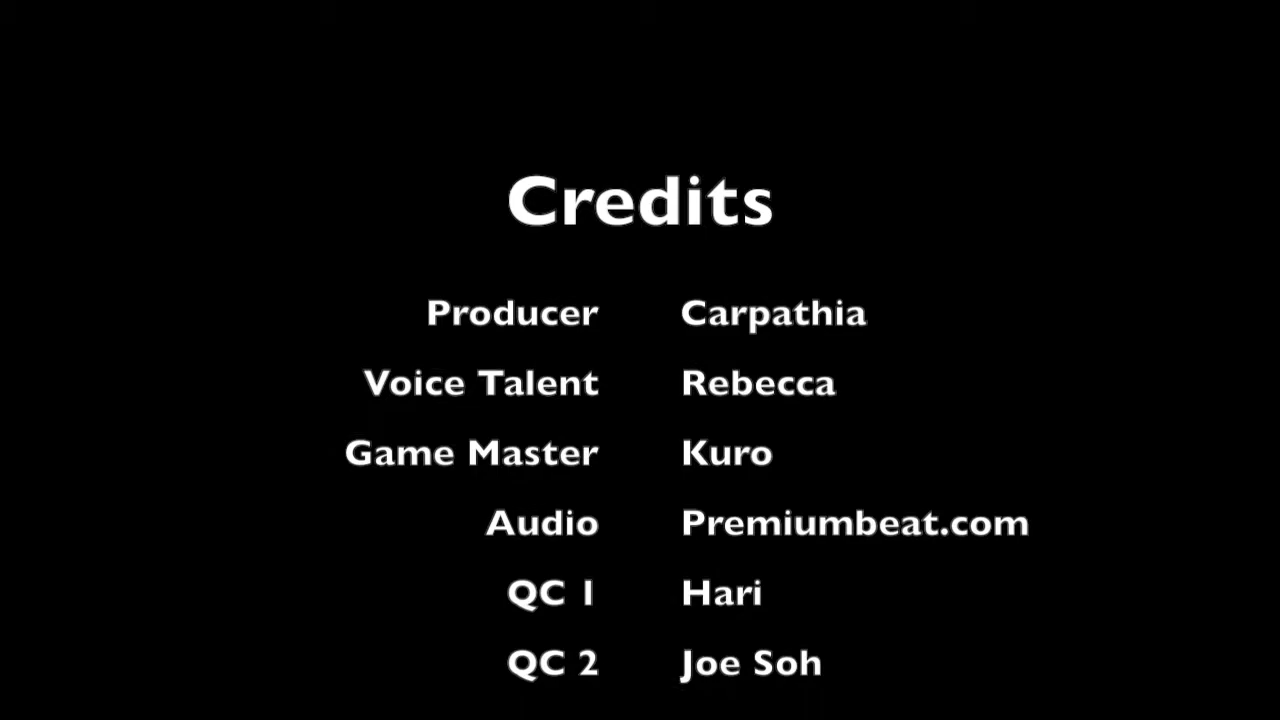 Credits
Producer Carpathia
Voice Talent Rebecca
Game Master Kuro
Audio Premiumbeat.com
QC 1 Hari
QC 2 Joe Soh